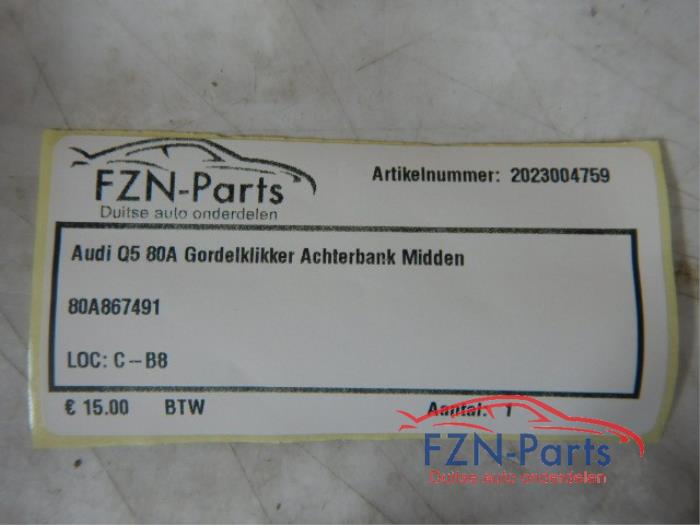 FZN-Parts
Duitse auto onderdelen
Artikelnummer: 2023004759
Audi Q5 80A Gordelklikker Achterbank Midden
80A867491
LOC: C-B8
€ 15.00 BTW Aantal: 1
FZN-Parts
Duitse auto onderdelen